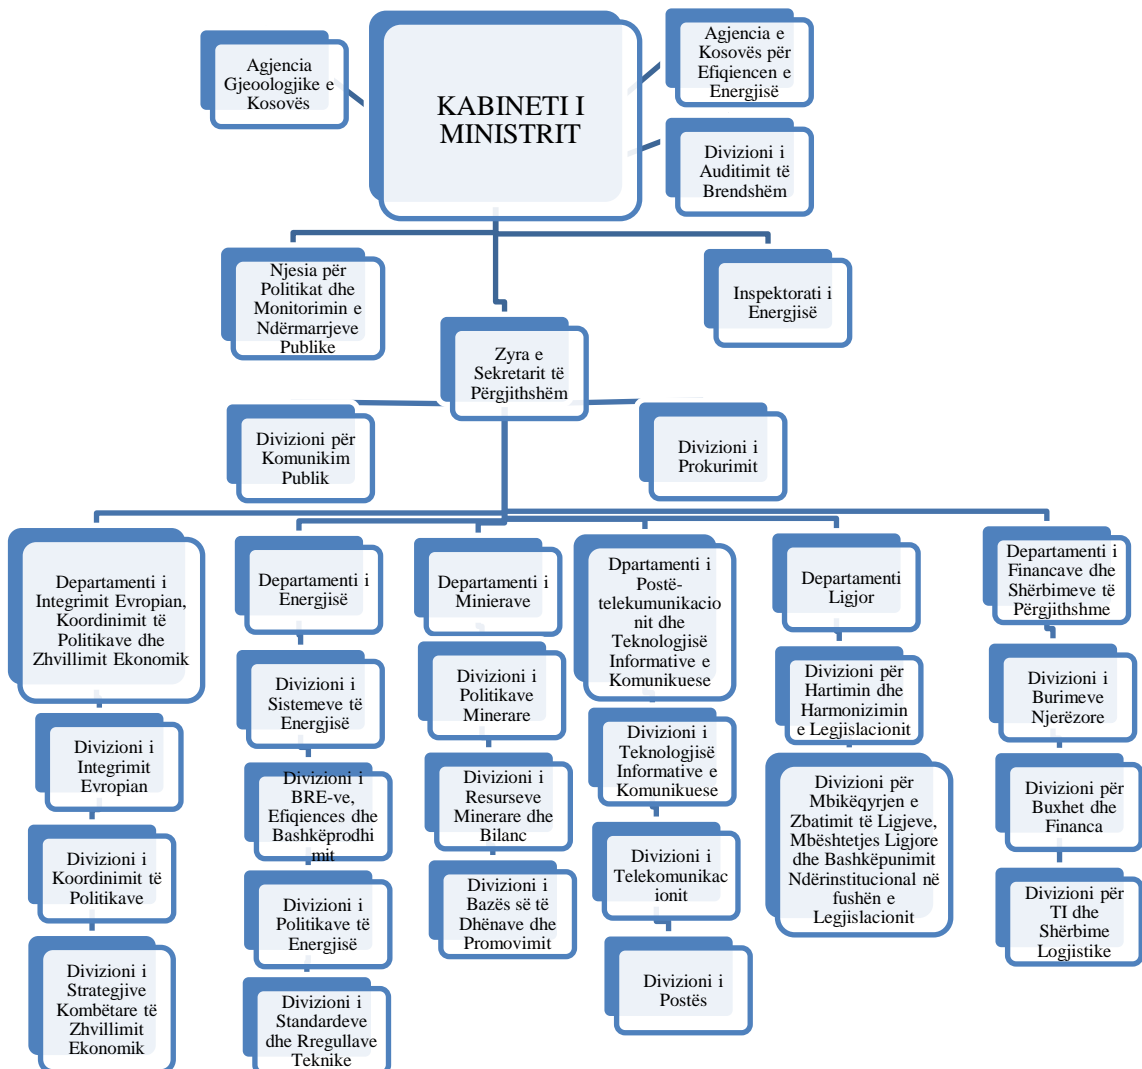 Agjencia
Gjeoologjike e
Kosovës
KABINETI I
MINISTRIT
Agjencia e
Kosovës për
Efiqiencen e
Energjisë
Divizioni i
Auditimit të
Brendshëm
Njesia për
Politikat dhe
Monitorimin e
Ndërmarrjeve
Publike
Inspektorati i
Energjisë
Zyra e
Sekretarit të
Përgjithshëm
Divizioni për
Komunikim
Publik
Divizioni i
Prokurimit
Departamenti i
Integrimit Evropian,
Koordinimit të
Politikave dhe
Zhvillimit Ekonomik
Divizioni i
Integrimit
Evropian
Divizioni i
Koordinimit të
Politikave
Divizioni i
Strategjive
Kombëtare të
Zhvillimit
Ekonomik
Departamenti i
Energjisë
Divizioni i
Sistemeve të
Energjisë
Divizioni i
BRE-ve,
Efiqiences dhe
Bashkëprodhi
mit
Divizioni i
Politikave të
Energjisë
Divizioni i
Standardeve
dhe Rregullave
Teknike
Departamenti i
Minierave
Divizioni i
Politikave
Minerare
Divizioni i
Resurseve
Minerare dhe
Bilanc
Divizioni i
Bazës së të
Dhënave dhe
Promovimit
Dpartamenti i
Postë-
telekumunikacio
nit dhe
Teknologjisë
Informative e
Komunikuese
Divizioni i
Teknologjisë
Informative e
Komunikuese
Divizioni i
Telekomunikac
ionit
Divizioni i
Postës
Departamenti
Ligjor
Divizioni për
Hartimin dhe
Harmonizimin
e Legjislacionit
Divizioni për
Mbikëqyrjen e
Zbatimit të Ligjeve,
Mbështetjes Ligjore
dhe Bashkëpunimit
Ndërinstitucional në
fushën e
Legjislacionit
Departamenti i
Financave dhe
Shërbimeve të
Përgjithshme
Divizioni i
Burimeve
Njerëzore
Divizioni për
Buxhet dhe
Financa
Divizioni për
TI dhe
Shërbime
Logjistike